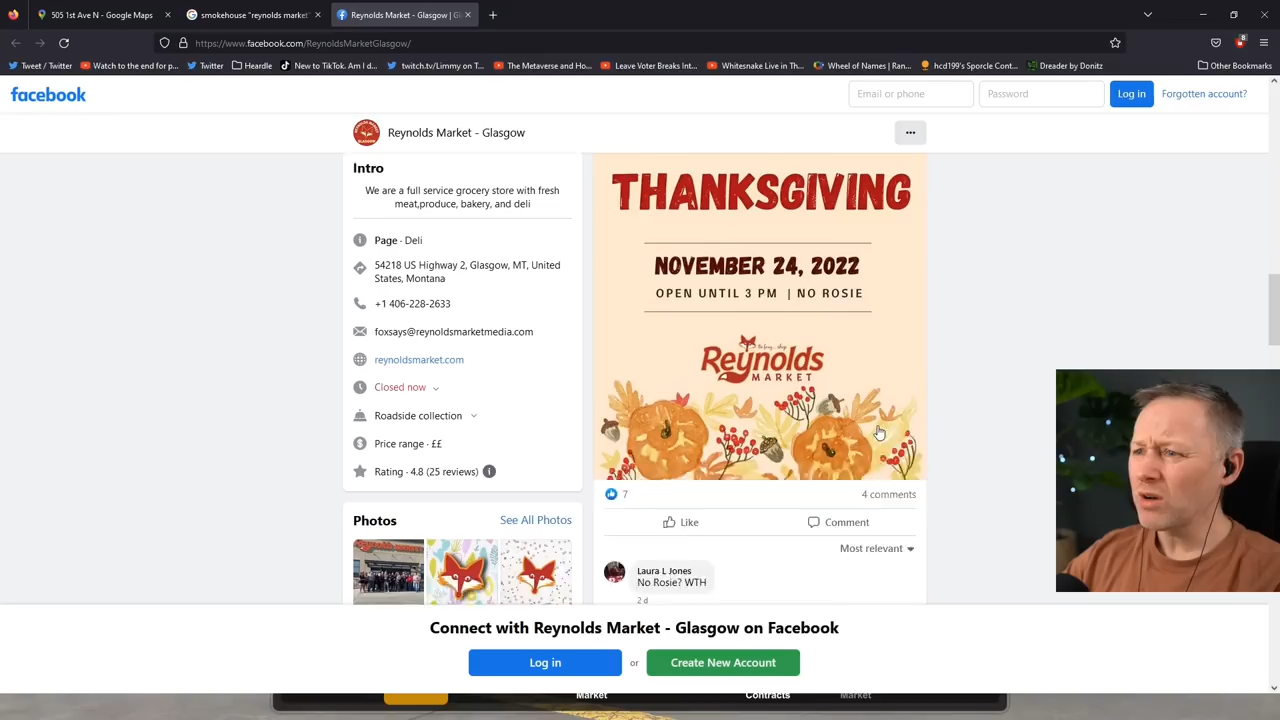 505 1st Ave N - Google Maps
smokehouse "reynolds market"
Reynolds Market - Glasgow | Gl
https://www.facebook.com/ReynoldsMarketGlasgow/
8
Tweet / Twitter
Watch to the end for p...
Twitter
Heardle
New to TikTok. Am I d...
twitch.tv/Limmy on T...
The Metaverse and Ho...
Leave Voter Breaks Int...
Whitesnake Live in Th...
Wheel of Names | Ran...
hcd199's Sporcle Cont...
Dreader by Donitz
Other Bookmarks
facebook
Email or phone
Password
Log in
Forgotten account?
Reynolds Market - Glasgow
Intro
We are a full service grocery store with fresh
meat,produce, bakery, and deli
Page · Deli
54218 US Highway 2, Glasgow, MT, United
States, Montana
+1 406-228-2633
foxsays@reynoldsmarketmedia.com
reynoldsmarket.com
Closed now
Roadside collection
Price range · ££
Rating · 4.8 (25 reviews)
Photos
See All Photos
THANKSGIVING
NOVEMBER 24, 2022
OPEN UNTIL 3 PM | NO ROSIE
Reynolds
MARKET
7
4 comments
Like
Comment
Most relevant
Laura L Jones
No Rosie? WTH
2 d
Connect with Reynolds Market - Glasgow on Facebook
Log in
or
Create New Account
Market
Contracts
Market